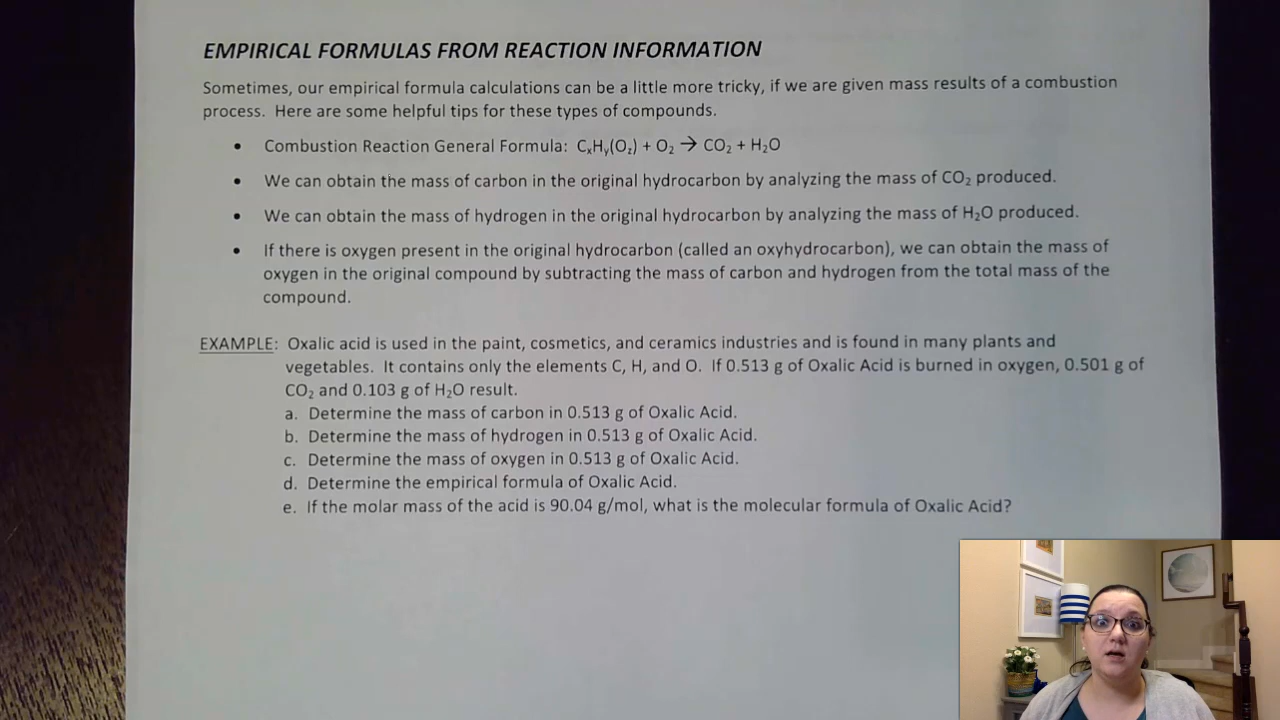 EMPIRICAL FORMULAS FROM REACTION INFORMATION
Sometimes, our empirical formula calculations can be a little more tricky, if we are given mass results of a combustion
process. Here are some helpful tips for these types of compounds.
• Combustion Reaction General Formula: CₓHᵧ(O₂) + O₂ → CO₂ + H₂O
• We can obtain the mass of carbon in the original hydrocarbon by analyzing the mass of CO₂ produced.
• We can obtain the mass of hydrogen in the original hydrocarbon by analyzing the mass of H₂O produced.
• If there is oxygen present in the original hydrocarbon (called an oxyhydrocarbon), we can obtain the mass of
oxygen in the original compound by subtracting the mass of carbon and hydrogen from the total mass of the
compound.
EXAMPLE: Oxalic acid is used in the paint, cosmetics, and ceramics industries and is found in many plants and
vegetables. It contains only the elements C, H, and O. If 0.513 g of Oxalic Acid is burned in oxygen, 0.501 g of
CO₂ and 0.103 g of H₂O result.
a. Determine the mass of carbon in 0.513 g of Oxalic Acid.
b. Determine the mass of hydrogen in 0.513 g of Oxalic Acid.
c. Determine the mass of oxygen in 0.513 g of Oxalic Acid.
d. Determine the empirical formula of Oxalic Acid.
e. If the molar mass of the acid is 90.04 g/mol, what is the molecular formula of Oxalic Acid?